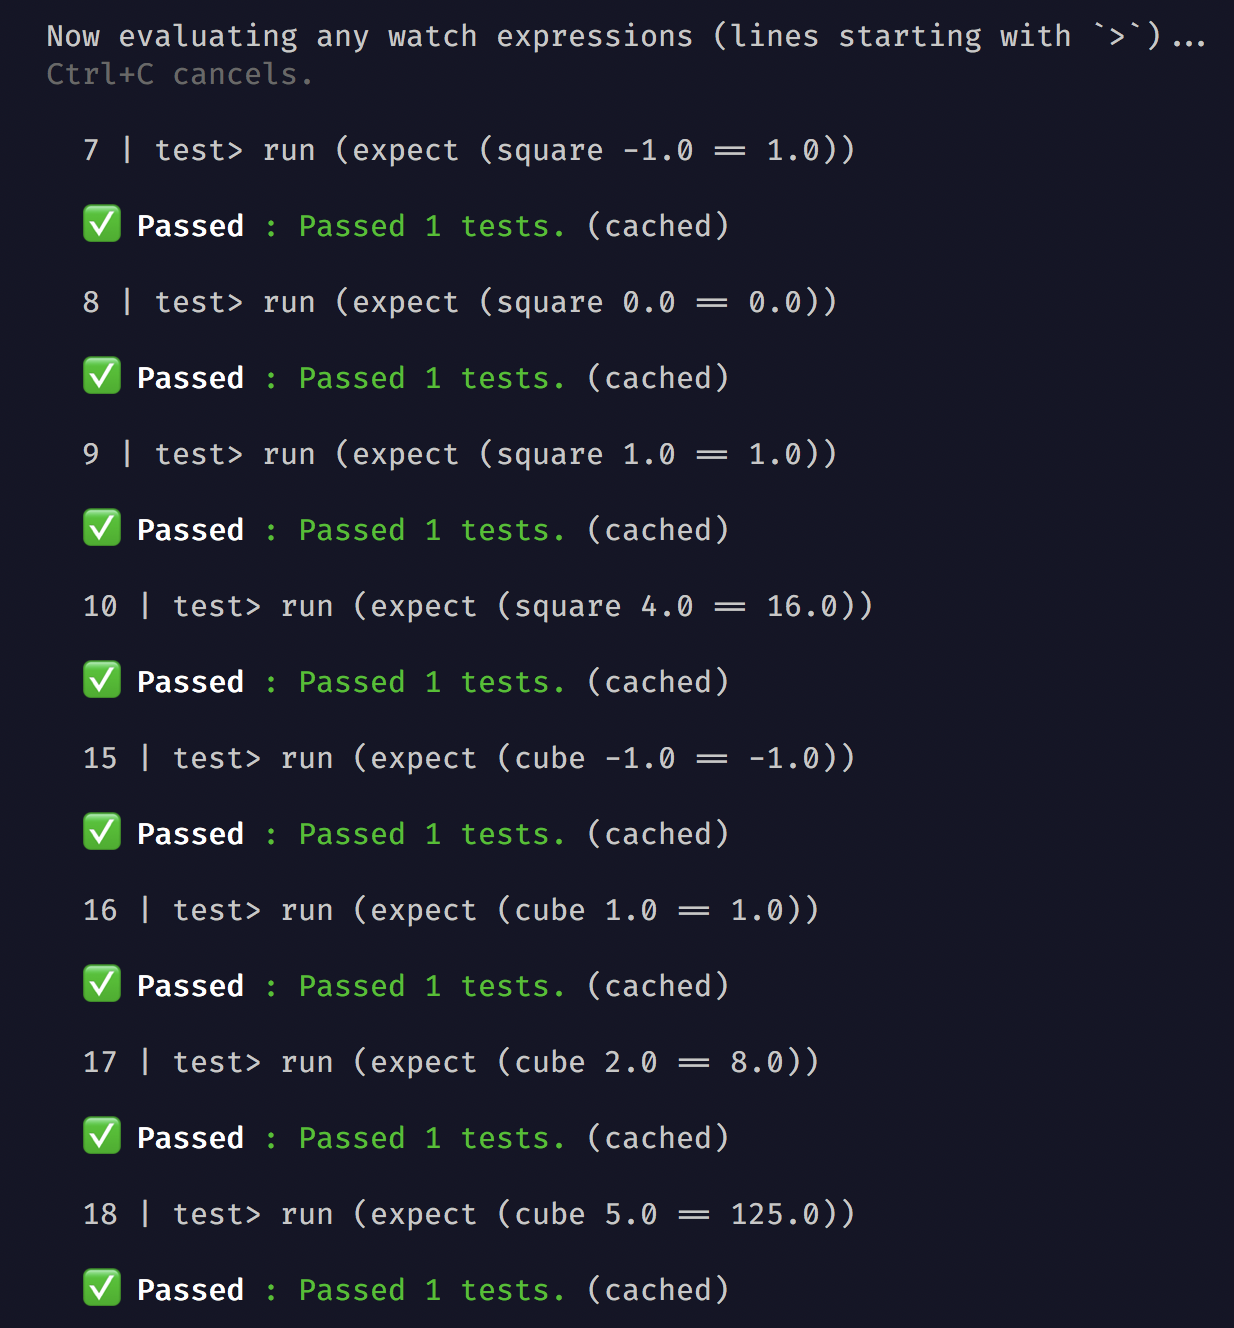 Now evaluating any watch expressions (lines starting with `>`)...
Ctrl+C cancels.
7 | test> run (expect (square -1.0 == 1.0))
✅ Passed : Passed 1 tests. (cached)
8 | test> run (expect (square 0.0 == 0.0))
✅ Passed : Passed 1 tests. (cached)
9 | test> run (expect (square 1.0 == 1.0))
✅ Passed : Passed 1 tests. (cached)
10 | test> run (expect (square 4.0 == 16.0))
✅ Passed : Passed 1 tests. (cached)
15 | test> run (expect (cube -1.0 == -1.0))
✅ Passed : Passed 1 tests. (cached)
16 | test> run (expect (cube 1.0 == 1.0))
✅ Passed : Passed 1 tests. (cached)
17 | test> run (expect (cube 2.0 == 8.0))
✅ Passed : Passed 1 tests. (cached)
18 | test> run (expect (cube 5.0 == 125.0))
✅ Passed : Passed 1 tests. (cached)